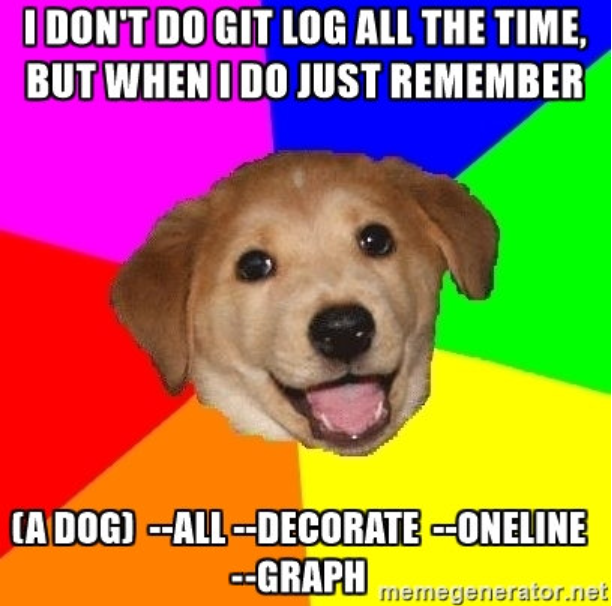 I DON'T DO GIT LOG ALL THE TIME,
BUT WHEN I DO JUST REMEMBER
(A DOG) --ALL --DECORATE --ONELINE
--GRAPH
memegenerator.net